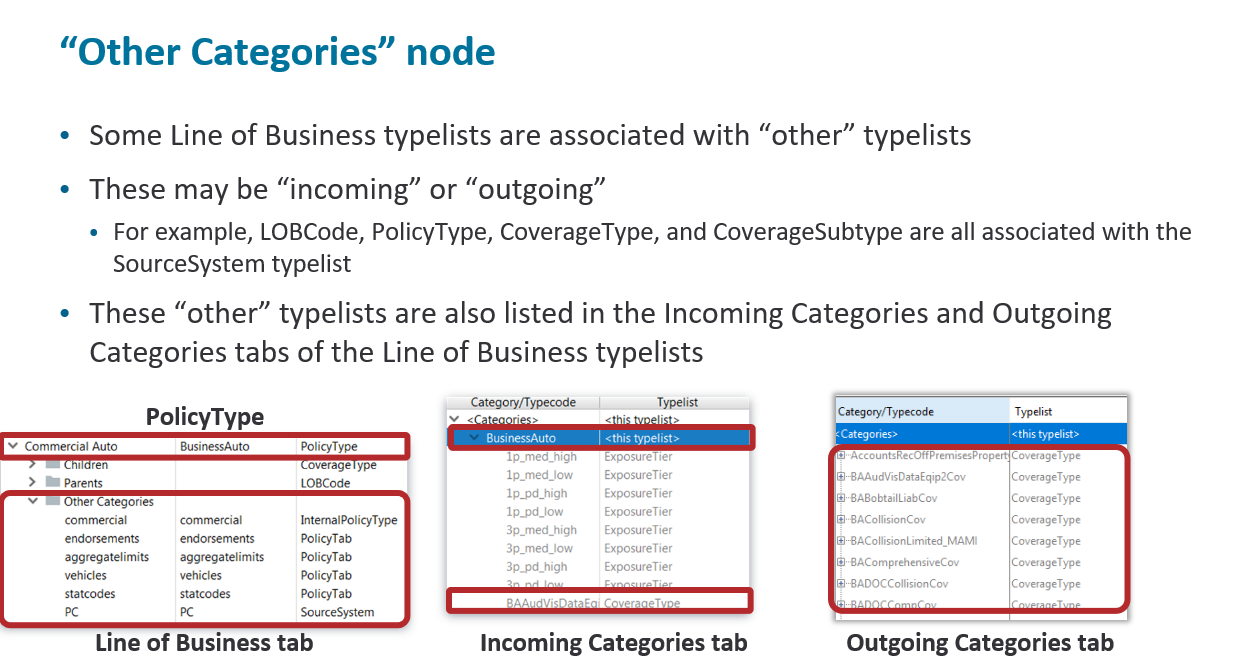 “Other Categories” node
• Some Line of Business typelists are associated with “other” typelists
• These may be “incoming” or “outgoing”
• For example, LOBCode, PolicyType, CoverageType, and CoverageSubtype are all associated with the
SourceSystem typelist
• These “other” typelists are also listed in the Incoming Categories and Outgoing
Categories tabs of the Line of Business typelists
PolicyType
Commercial Auto BusinessAuto PolicyType
Children CoverageType
Parents LOBCode
Other Categories
commercial commercial InternalPolicyType
endorsements endorsements PolicyTab
aggregatelimits aggregatelimits PolicyTab
vehicles vehicles PolicyTab
statcodes statcodes PolicyTab
PC PC SourceSystem
Line of Business tab
Category/Typecode Typelist
<Categories> <this typelist>
BusinessAuto <this typelist>
1p_med_high ExposureTier
1p_med_low ExposureTier
1p_pd_high ExposureTier
1p_pd_low ExposureTier
3p_med_high ExposureTier
3p_med_low ExposureTier
3p_pd_high ExposureTier
3p_pd_low ExposureTier
BAAudVisDataEqi CoverageType
Incoming Categories tab
Category/Typecode Typelist
<Categories> <this typelist>
AccountsRecOffPremisesPropert CoverageType
BAAudVisDataEqip2Cov CoverageType
BABobtailLiabCov CoverageType
BACollisionCov CoverageType
BACollisionLimited_MAMI CoverageType
BAComprehensiveCov CoverageType
BADOCCollisionCov CoverageType
BADOCCompCov CoverageType
Outgoing Categories tab